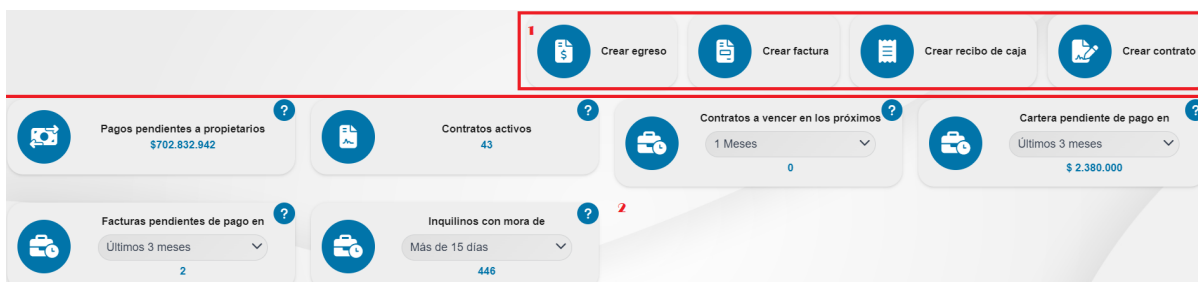 1
Crear egreso
Crear factura
Crear recibo de caja
Crear contrato
Pagos pendientes a propietarios
$702.832.942
?
Contratos activos
43
?
Contratos a vencer en los próximos
1 Meses
0
?
Cartera pendiente de pago en
Últimos 3 meses
$ 2.380.000
?
Facturas pendientes de pago en
Últimos 3 meses
2
?
Inquilinos con mora de
Más de 15 días
446
?
2